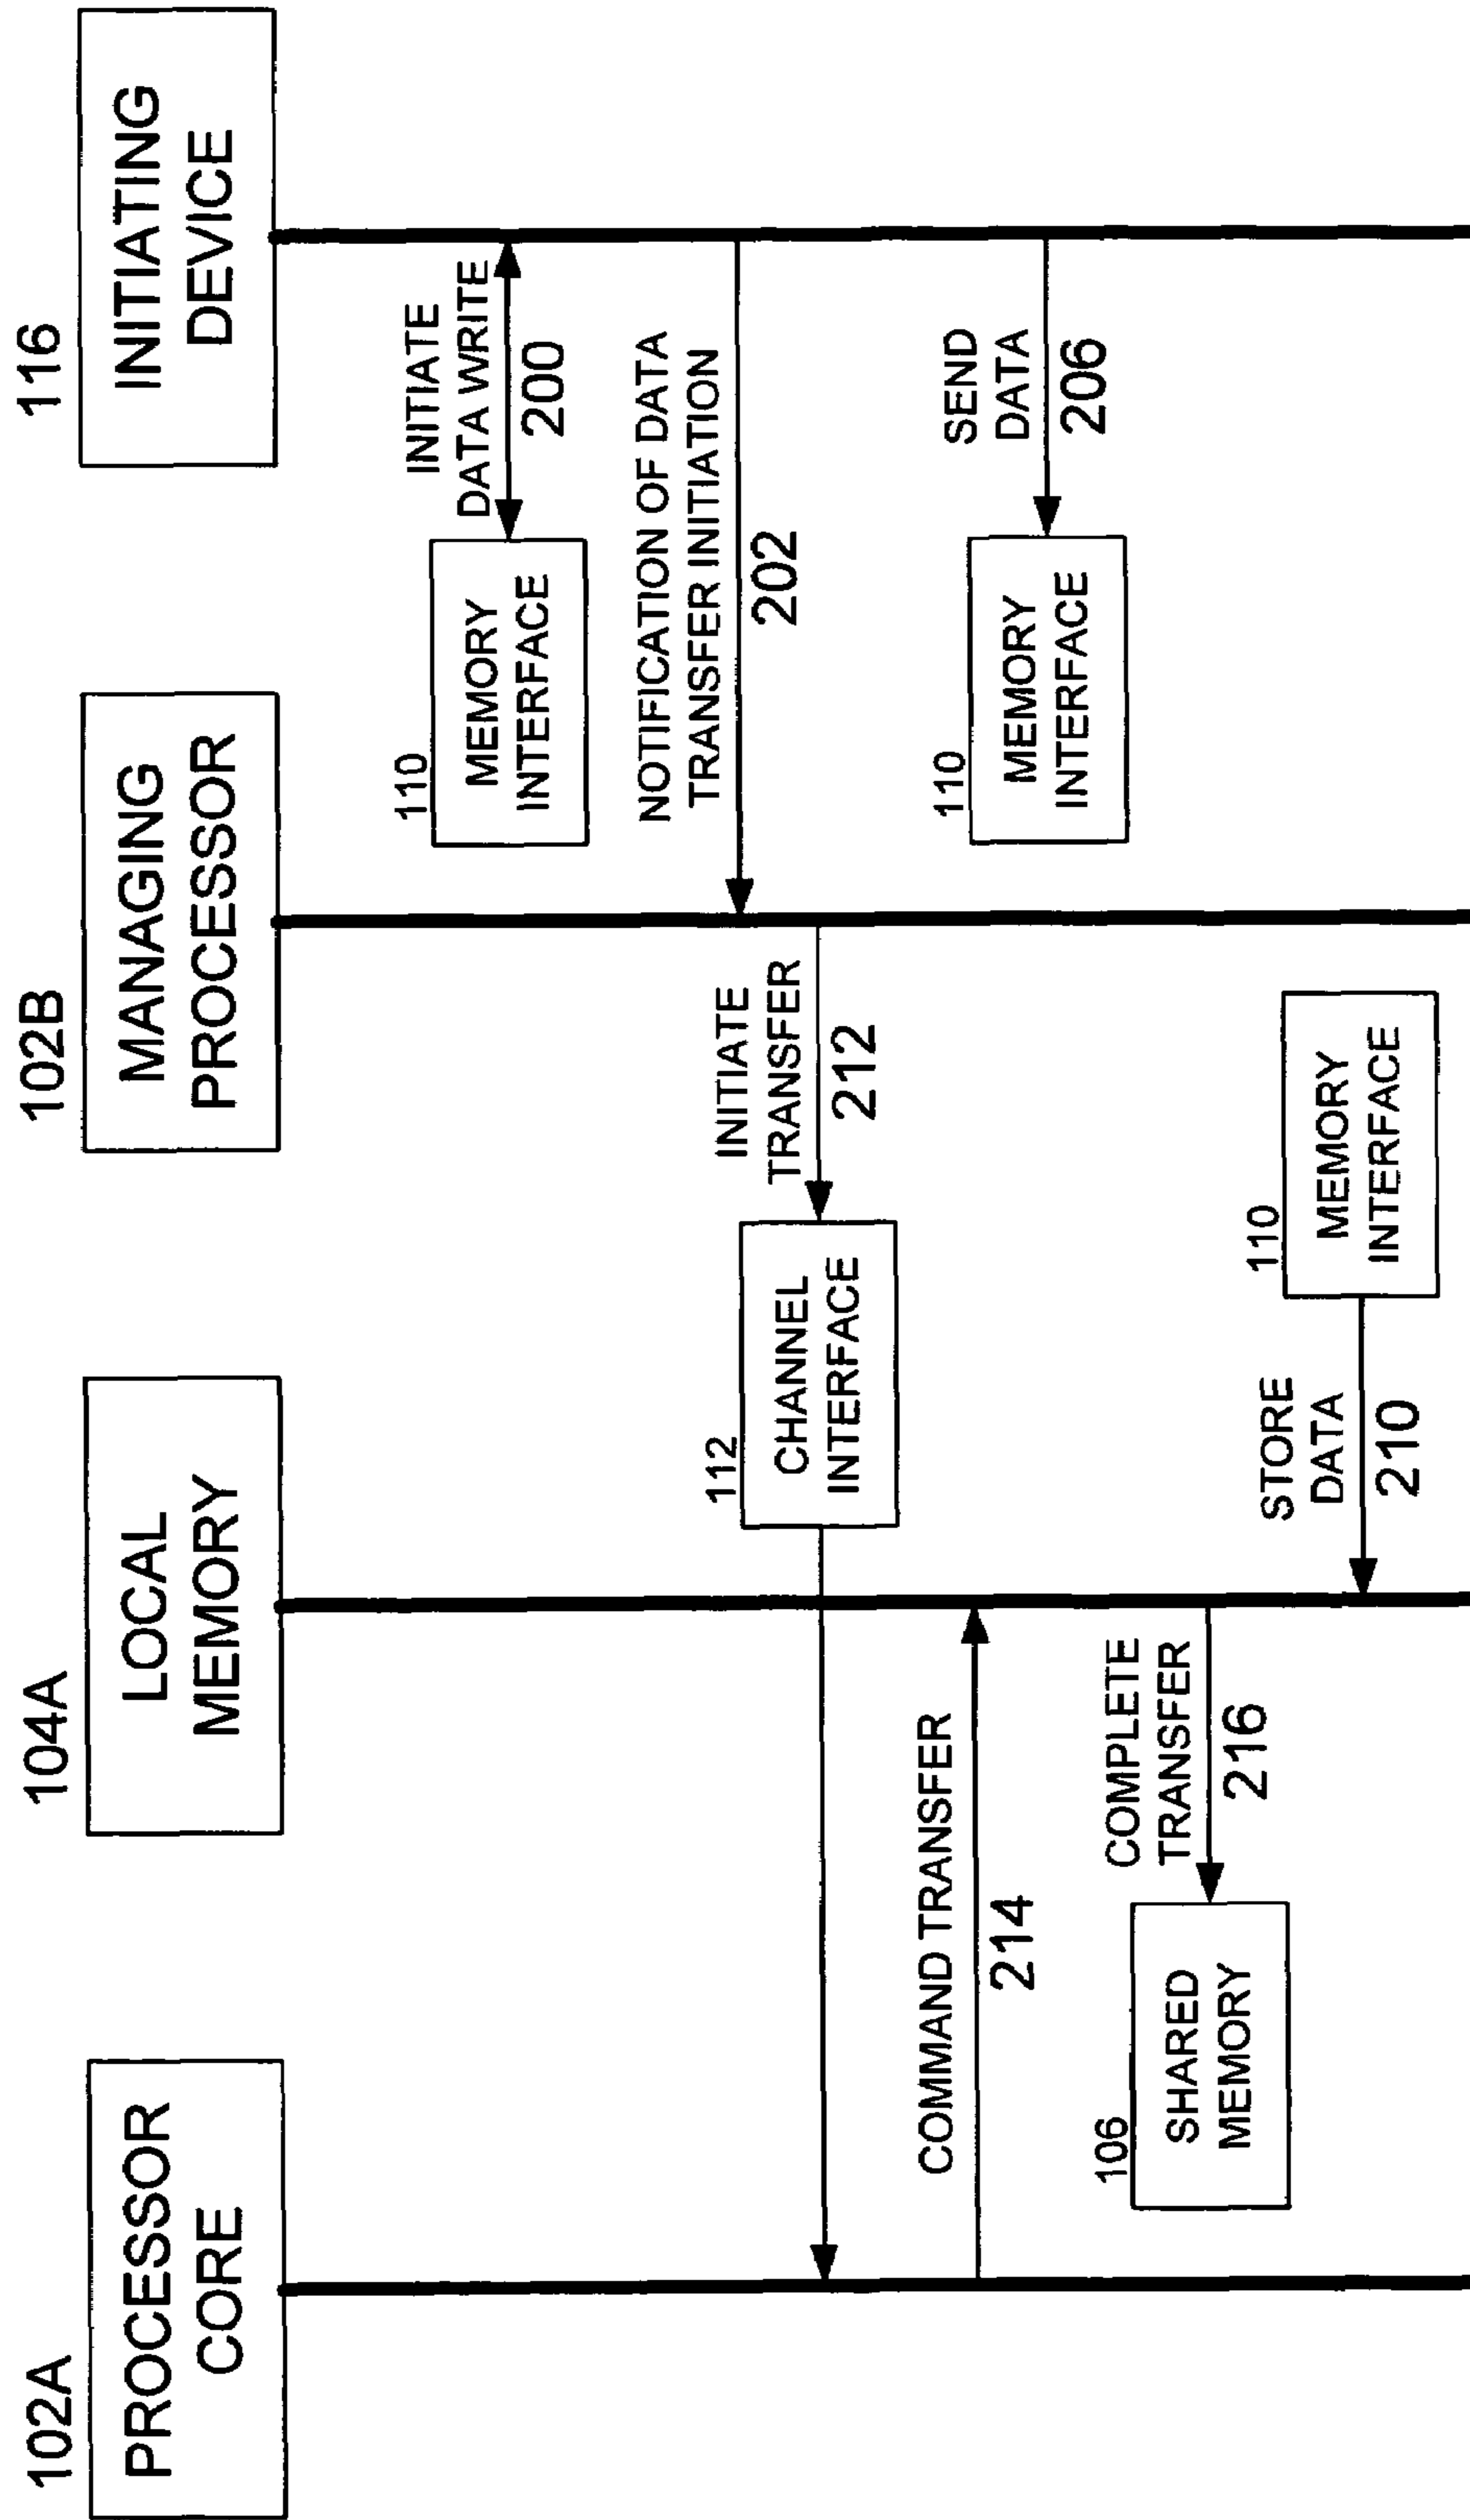 102A
PROCESSOR
CORE
104A
LOCAL
MEMORY
102B
MANAGING
PROCESSOR
116
INITIATING
DEVICE
INITIATE
DATA WRITE
200
110
MEMORY
INTERFACE
NOTIFICATION OF DATA
TRANSFER INITIATION
202
INITIATE
TRANSFER
212
112
CHANNEL
INTERFACE
COMMAND TRANSFER
214
SEND
DATA
206
110
MEMORY
INTERFACE
COMPLETE
TRANSFER
216
106
SHARED
MEMORY
STORE
DATA
210
110
MEMORY
INTERFACE